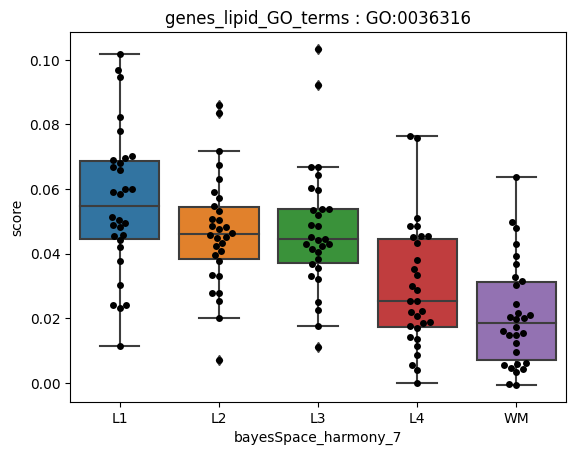 genes_lipid_GO_terms : GO:0036316
score
0.10
0.08
0.06
0.04
0.02
0.00
L1 L2 L3 L4 WM
bayesSpace_harmony_7